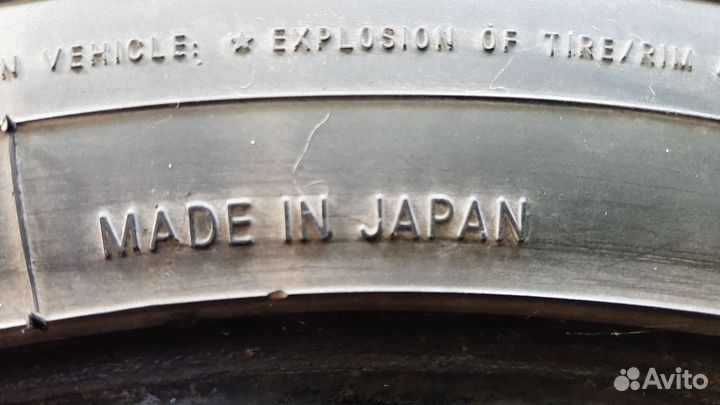 N VEHICLE; ★ EXPLOSION OF TIRE/RIM
MADE IN JAPAN
Avito